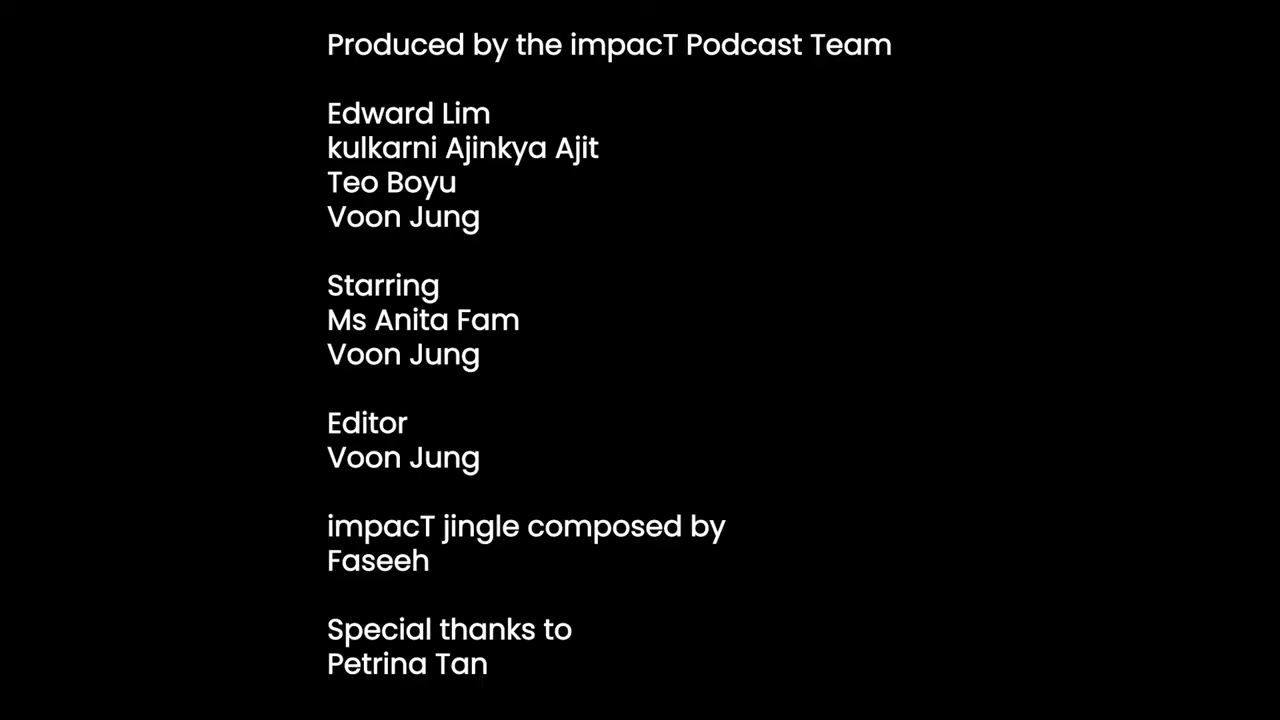 Produced by the impacT Podcast Team
Edward Lim
kulkarni Ajinkya Ajit
Teo Boyu
Voon Jung
Starring
Ms Anita Fam
Voon Jung
Editor
Voon Jung
impacT jingle composed by
Faseeh
Special thanks to
Petrina Tan